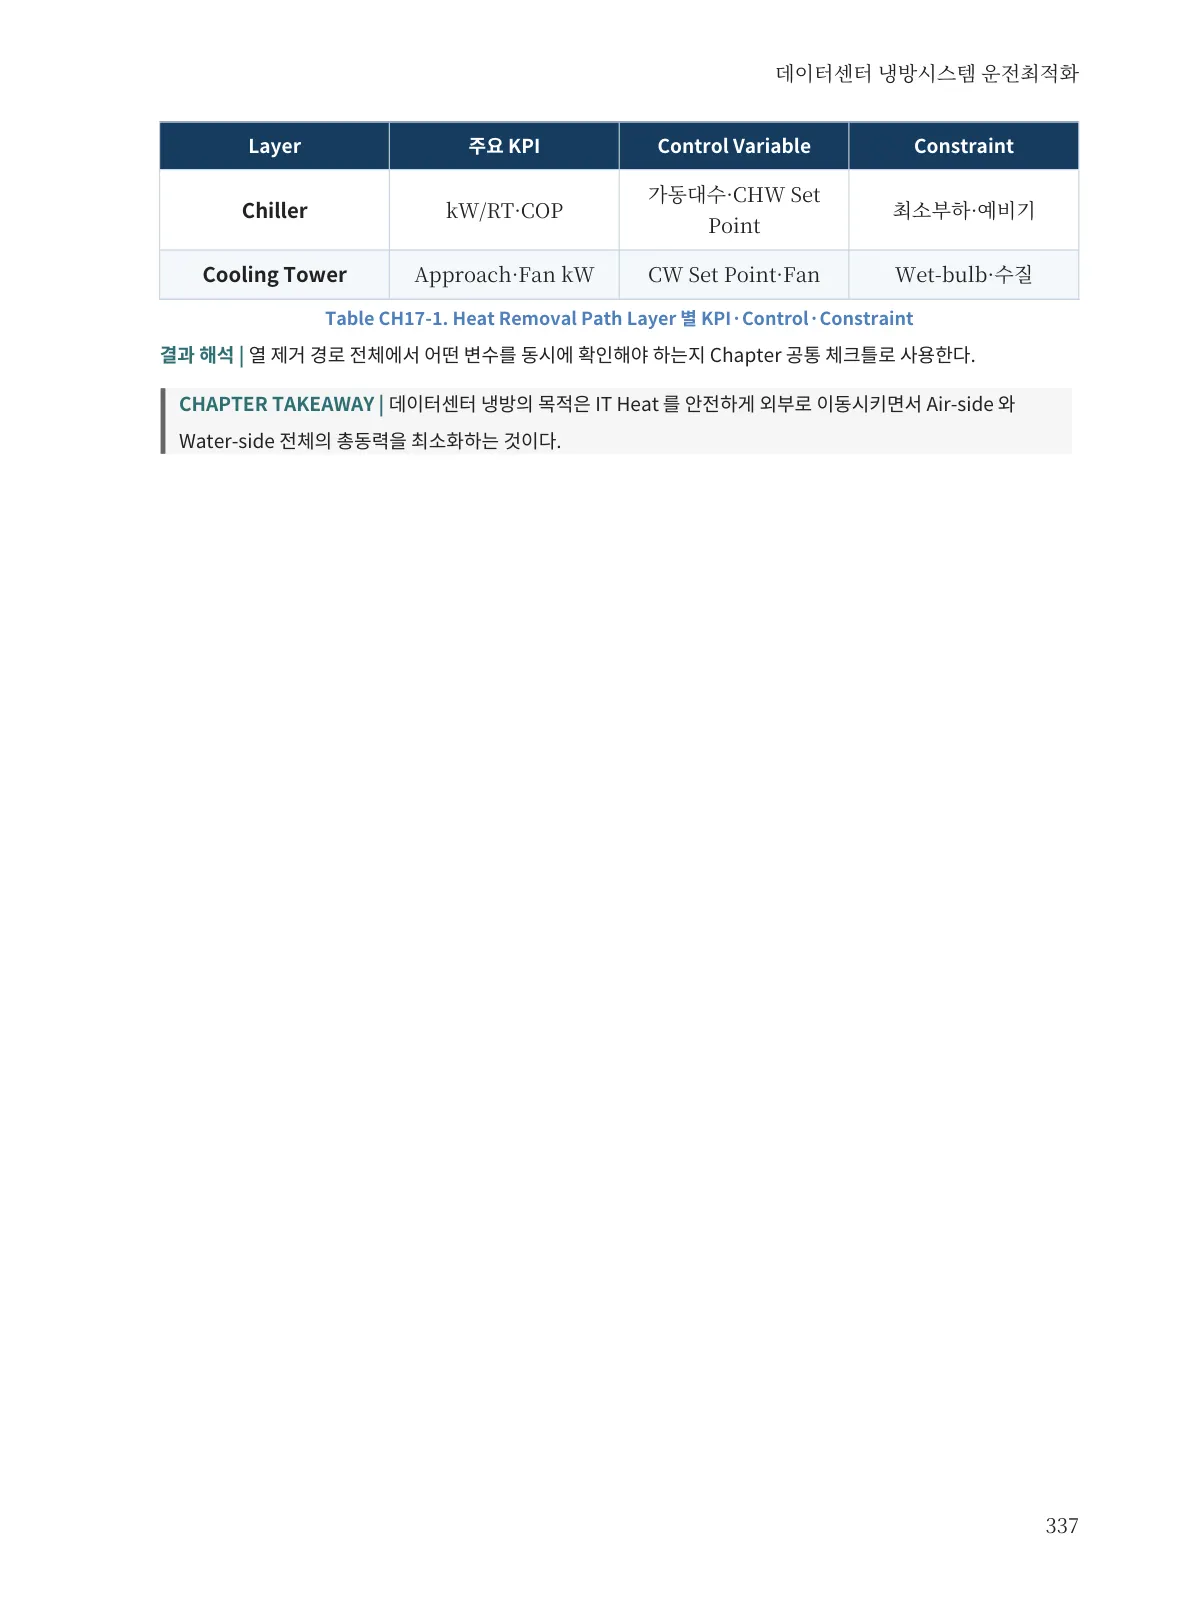 데이터센터 냉방시스템 운전최적화
Layer 주요 KPI Control Variable Constraint
Chiller kW/RT·COP 가동대수·CHW Set Point 최소부하·예비기
Cooling Tower Approach·Fan kW CW Set Point·Fan Wet-bulb·수질
Table CH17-1. Heat Removal Path Layer 별 KPI·Control·Constraint
결과 해석 | 열 제거 경로 전체에서 어떤 변수를 동시에 확인해야 하는지 Chapter 공통 체크틀로 사용한다.
CHAPTER TAKEAWAY | 데이터센터 냉방의 목적은 IT Heat 를 안전하게 외부로 이동시키면서 Air-side 와
Water-side 전체의 총동력을 최소화하는 것이다.
337